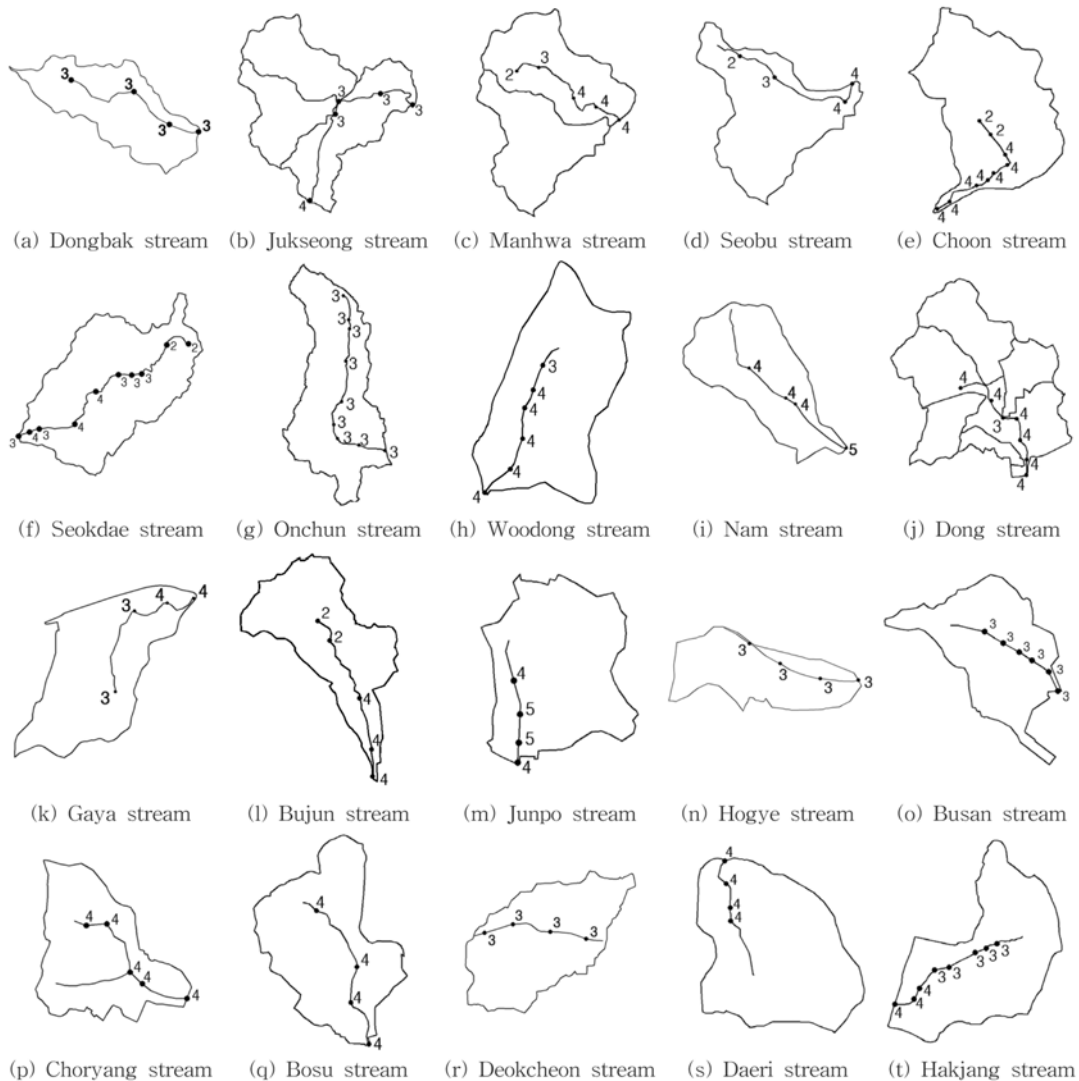 3 3 3 3
3 3 3 3 4
2 3 4 4 4
2 3 4 4
2 2 4 4 4 4 4 4 4
(a) Dongbak stream (b) Jukseong stream (c) Manhwa stream (d) Seobu stream (e) Choon stream
3 4 3 4 4 3 3 3 2 2
3 3 3 3 3 3 3 3 3
3 4 4 4 4 4
4 4 4 5
4 4 3 4 4 4 4
(f) Seokdae stream (g) Onchun stream (h) Woodong stream (i) Nam stream (j) Dong stream
3 3 4 4
2 2 4 4 4
4 5 5 4
3 3 3 3
3 3 3 3 3 3
(k) Gaya stream (l) Bujun stream (m) Junpo stream (n) Hogye stream (o) Busan stream
4 4 4 4 4
4 4 4 4
3 3 3 3
4 4 4 4
4 4 4 3 3 3 3 3
(p) Choryang stream (q) Bosu stream (r) Deokcheon stream (s) Daeri stream (t) Hakjang stream